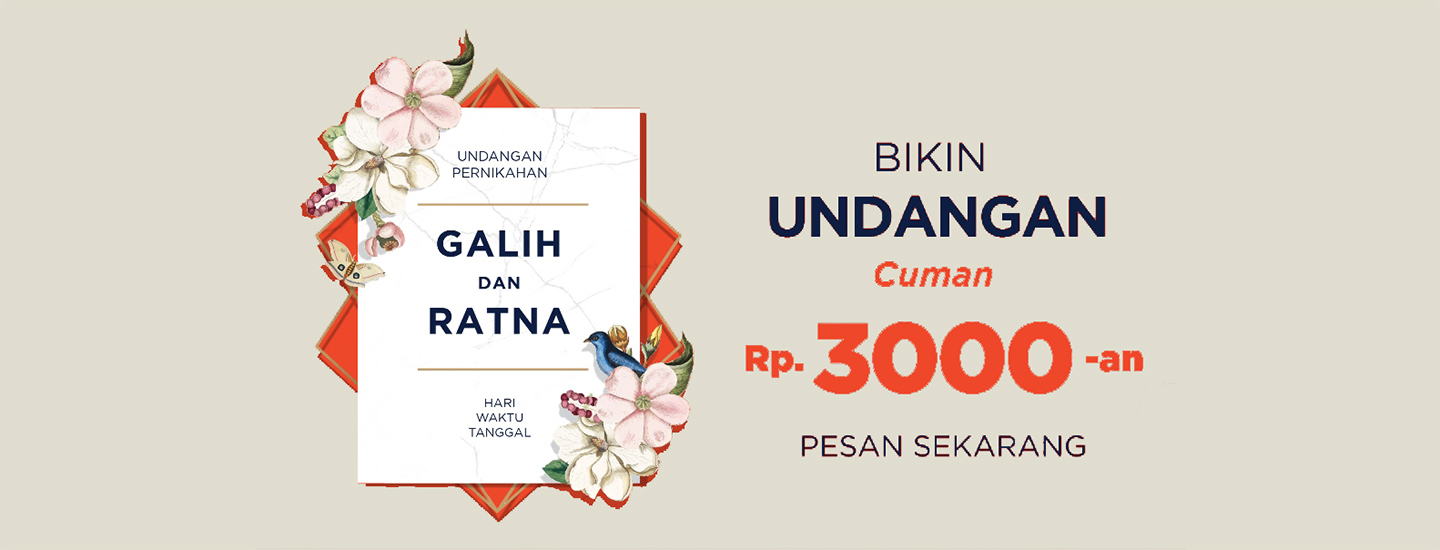 UNDANGAN
PERNIKAHAN
GALIH
DAN
RATNA
HARI
WAKTU
TANGGAL
BIKIN
UNDANGAN
Cuman
Rp. 3000 -an
PESAN SEKARANG